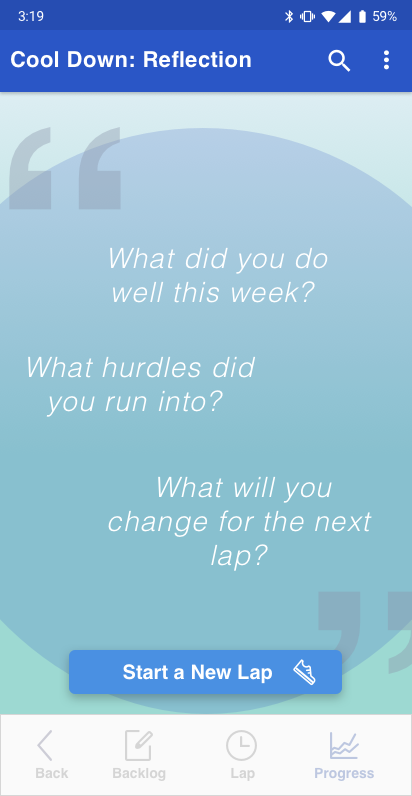 3:19
59%
Cool Down: Reflection
What did you do
well this week?
What hurdles did
you run into?
What will you
change for the next
lap?
Start a New Lap
Back
Backlog
Lap
Progress